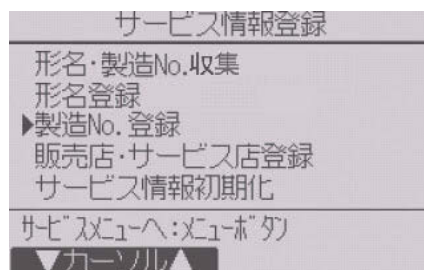 サービス情報登録
形名・製造No.収集
形名登録
▶製造No.登録
販売店・サービス店登録
サービス情報初期化
ｻｰﾋﾞｽﾒﾆｭｰへ:ﾒﾆｭｰﾎﾞﾀﾝ
▼カーソル▲